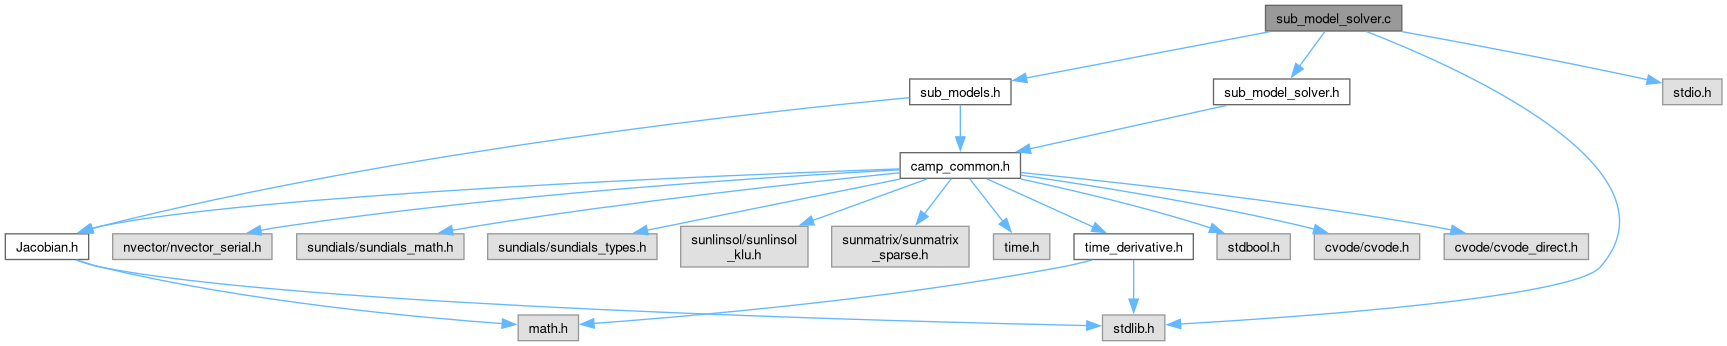 sub_model_solver.c
sub_models.h
sub_model_solver.h
stdio.h
camp_common.h
Jacobian.h
nvector/nvector_serial.h
sundials/sundials_math.h
sundials/sundials_types.h
sunlinsol/sunlinsol
_klu.h
sunmatrix/sunmatrix
_sparse.h
time.h
time_derivative.h
stdbool.h
cvode/cvode.h
cvode/cvode_direct.h
math.h
stdlib.h